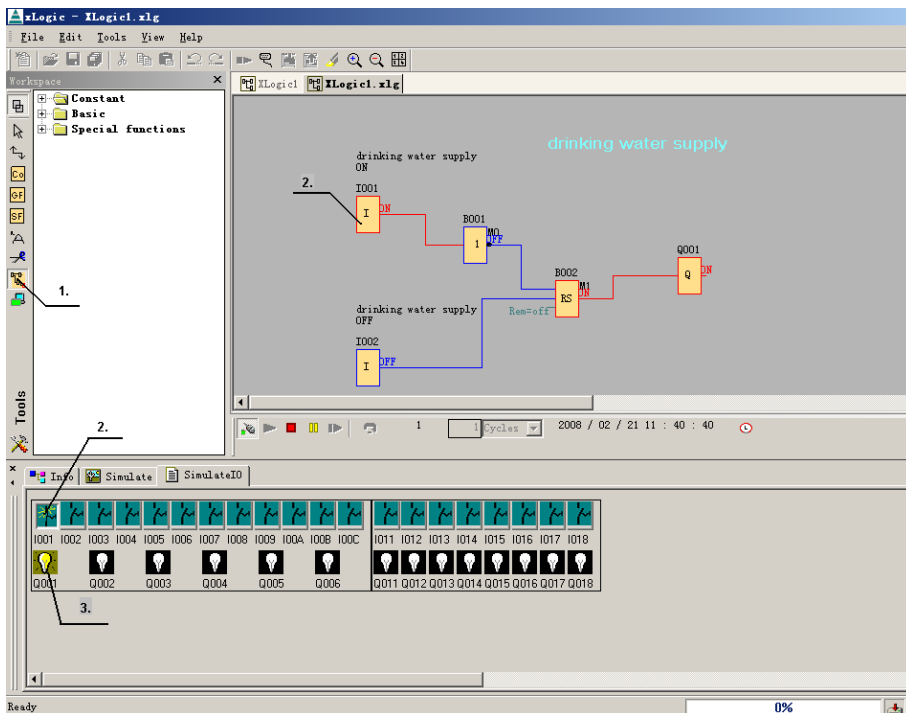 xLogic - XLogic1.xlg
File Edit Tools View Help
Workspace ×
XLogic1 XLogic1.xlg
Constant
Basic
Special functions
Co
GF
SF
A
Tools
1.
drinking water supply
drinking water supply
ON
2.
I001
I
ON
B001
1
M0
OFF
B002
RS
M1
ON
Rem=off
Q001
Q
ON
drinking water supply
OFF
I002
I
OFF
1 1 Cycles 2008 / 02 / 21 11 : 40 : 40
2.
Info Simulate SimulateIO
I001 I002 I003 I004 I005 I006 I007 I008 I009 I00A I00B I00C I011 I012 I013 I014 I015 I016 I017 I018
Q001 Q002 Q003 Q004 Q005 Q006 Q011 Q012 Q013 Q014 Q015 Q016 Q017 Q018
3.
Ready 0%